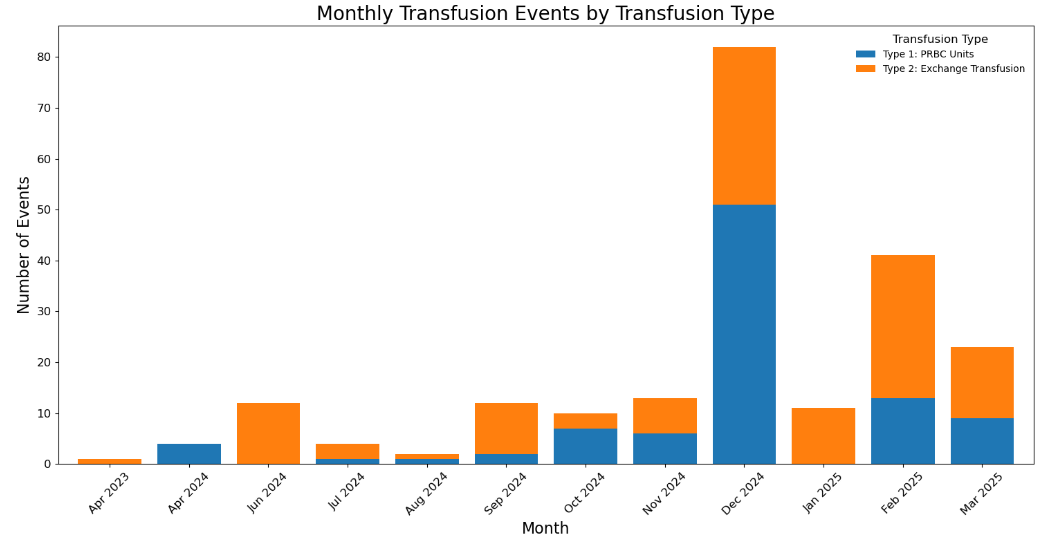 Monthly Transfusion Events by Transfusion Type
Transfusion Type
Type 1: PRBC Units
Type 2: Exchange Transfusion
Number of Events
80
70
60
50
40
30
20
10
0
Apr 2023
Apr 2024
Jun 2024
Jul 2024
Aug 2024
Sep 2024
Oct 2024
Nov 2024
Dec 2024
Jan 2025
Feb 2025
Mar 2025
Month